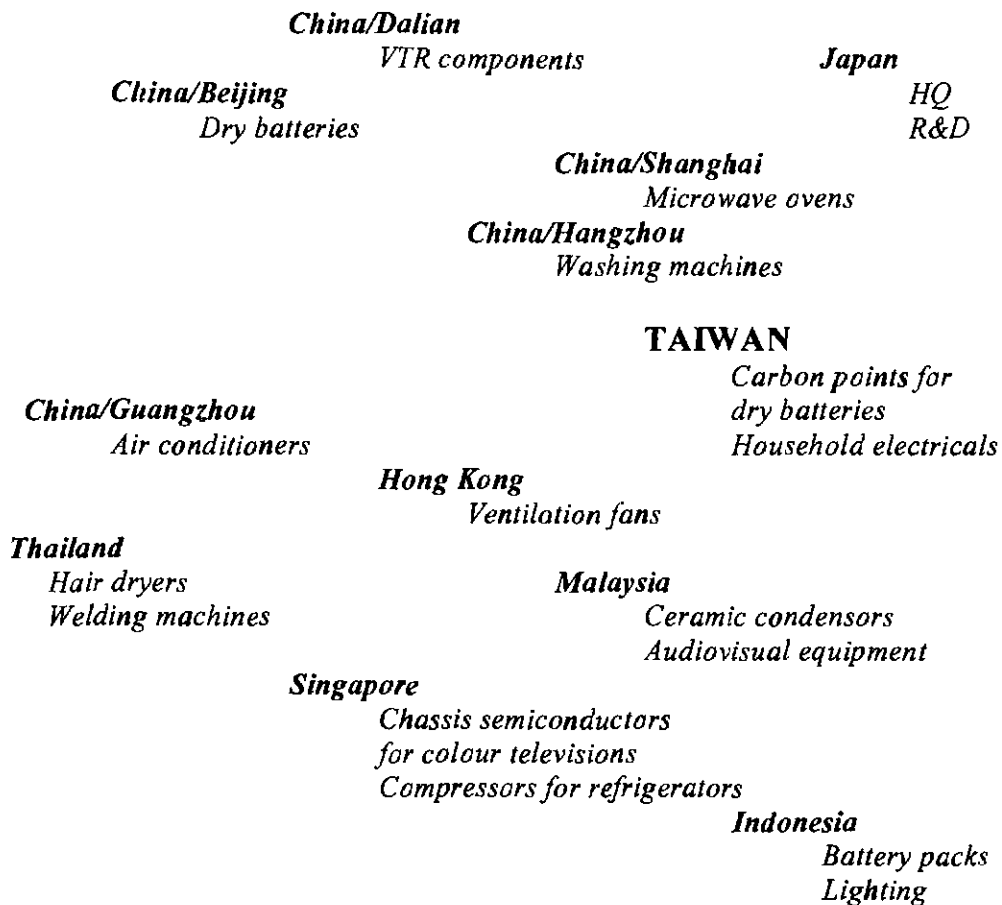 China/Dalian
VTR components
Japan
China/Beijing
HQ
Dry batteries
R&D
China/Shanghai
Microwave ovens
China/Hangzhou
Washing machines
TAIWAN
Carbon points for
China/Guangzhou
dry batteries
Air conditioners
Household electricals
Hong Kong
Ventilation fans
Thailand
Hair dryers
Malaysia
Welding machines
Ceramic condensors
Audiovisual equipment
Singapore
Chassis semiconductors
for colour televisions
Compressors for refrigerators
Indonesia
Battery packs
Lighting